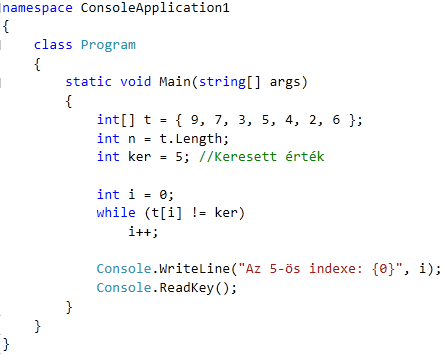 namespace ConsoleApplication1
{
    class Program
    {
        static void Main(string[] args)
        {
            int[] t = { 9, 7, 3, 5, 4, 2, 6 };
            int n = t.Length;
            int ker = 5; //Keresett érték

            int i = 0;
            while (t[i] != ker)
                i++;

            Console.WriteLine("Az 5-ös indexe: {0}", i);
            Console.ReadKey();
        }
    }
}